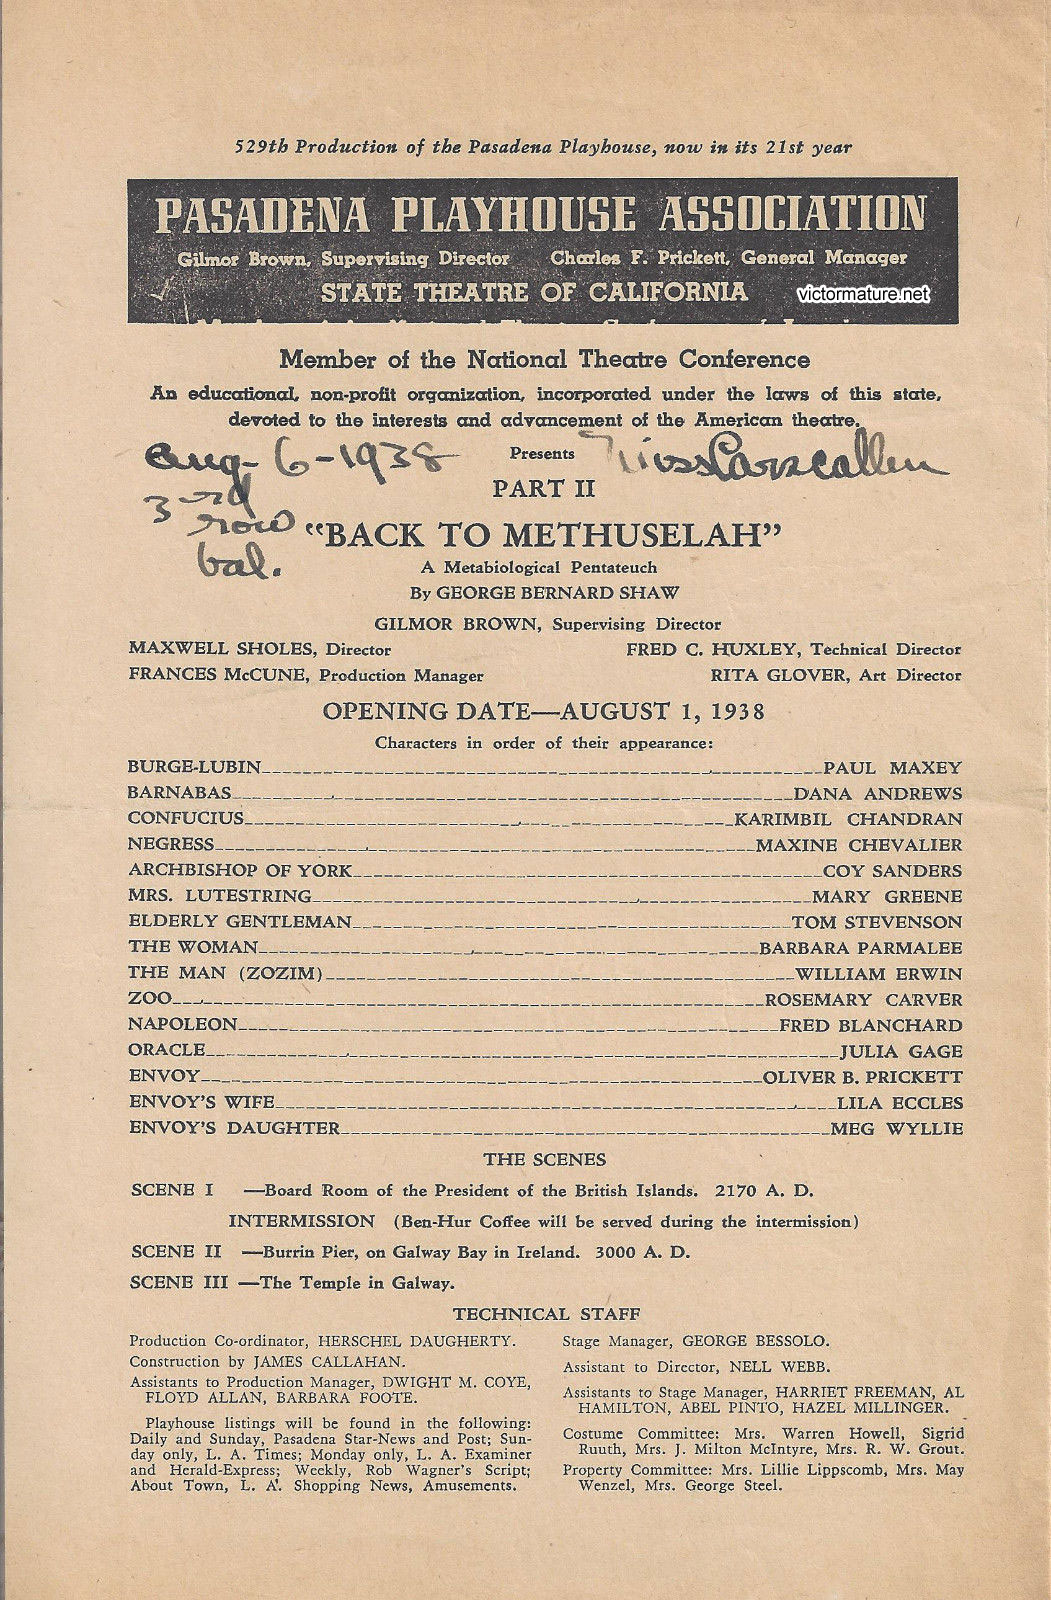 529th Production of the Pasadena Playhouse, now in its 21st year
PASADENA PLAYHOUSE ASSOCIATION
Gilmor Brown, Supervising Director Charles F. Prickett, General Manager
STATE THEATRE OF CALIFORNIA
victormature.net
Member of the National Theatre Conference
An educational, non-profit organization, incorporated under the laws of this state,
devoted to the interests and advancement of the American theatre.
Aug-6-1938 Presents Miss Carscallen
3rd PART II
row "BACK TO METHUSELAH"
bal. A Metabiological Pentateuch
By GEORGE BERNARD SHAW
GILMOR BROWN, Supervising Director
MAXWELL SHOLES, Director FRED C. HUXLEY, Technical Director
FRANCES McCUNE, Production Manager RITA GLOVER, Art Director
OPENING DATE—AUGUST 1, 1938
Characters in order of their appearance:
BURGE-LUBIN PAUL MAXEY
BARNABAS DANA ANDREWS
CONFUCIUS KARIMBIL CHANDRAN
NEGRESS MAXINE CHEVALIER
ARCHBISHOP OF YORK COY SANDERS
MRS. LUTESTRING MARY GREENE
ELDERLY GENTLEMAN TOM STEVENSON
THE WOMAN BARBARA PARMALEE
THE MAN (ZOZIM) WILLIAM ERWIN
ZOO ROSEMARY CARVER
NAPOLEON FRED BLANCHARD
ORACLE JULIA GAGE
ENVOY OLIVER B. PRICKETT
ENVOY'S WIFE LILA ECCLES
ENVOY'S DAUGHTER MEG WYLLIE
THE SCENES
SCENE I —Board Room of the President of the British Islands. 2170 A. D.
INTERMISSION (Ben-Hur Coffee will be served during the intermission)
SCENE II —Burrin Pier, on Galway Bay in Ireland. 3000 A. D.
SCENE III —The Temple in Galway.
TECHNICAL STAFF
Production Co-ordinator, HERSCHEL DAUGHERTY.
Construction by JAMES CALLAHAN.
Assistants to Production Manager, DWIGHT M. COYE,
FLOYD ALLAN, BARBARA FOOTE.
Playhouse listings will be found in the following:
Daily and Sunday, Pasadena Star-News and Post; Sun-
day only, L. A. Times; Monday only, L. A. Examiner
and Herald-Express; Weekly, Rob Wagner's Script;
About Town, L. A. Shopping News, Amusements.
Stage Manager, GEORGE BESSOLO.
Assistant to Director, NELL WEBB.
Assistants to Stage Manager, HARRIET FREEMAN, AL
HAMILTON, ABEL PINTO, HAZEL MILLINGER.
Costume Committee: Mrs. Warren Howell, Sigrid
Ruuth, Mrs. J. Milton McIntyre, Mrs. R. W. Grout.
Property Committee: Mrs. Lillie Lippscomb, Mrs. May
Wenzel, Mrs. George Steel.